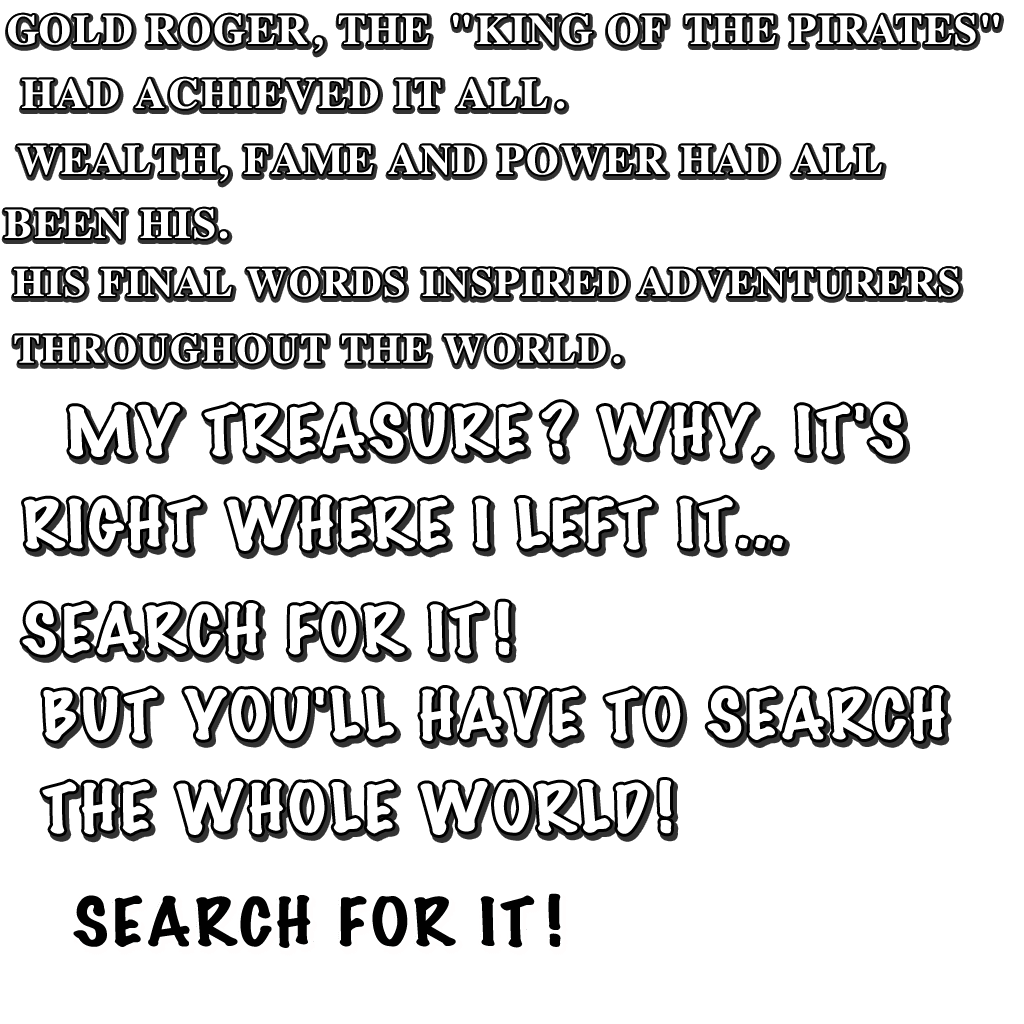 GOLD ROGER, THE "KING OF THE PIRATES"
HAD ACHIEVED IT ALL.
WEALTH, FAME AND POWER HAD ALL
BEEN HIS.
HIS FINAL WORDS INSPIRED ADVENTURERS
THROUGHOUT THE WORLD.
MY TREASURE? WHY, IT'S
RIGHT WHERE I LEFT IT...
SEARCH FOR IT!
BUT YOU'LL HAVE TO SEARCH
THE WHOLE WORLD!
SEARCH FOR IT!